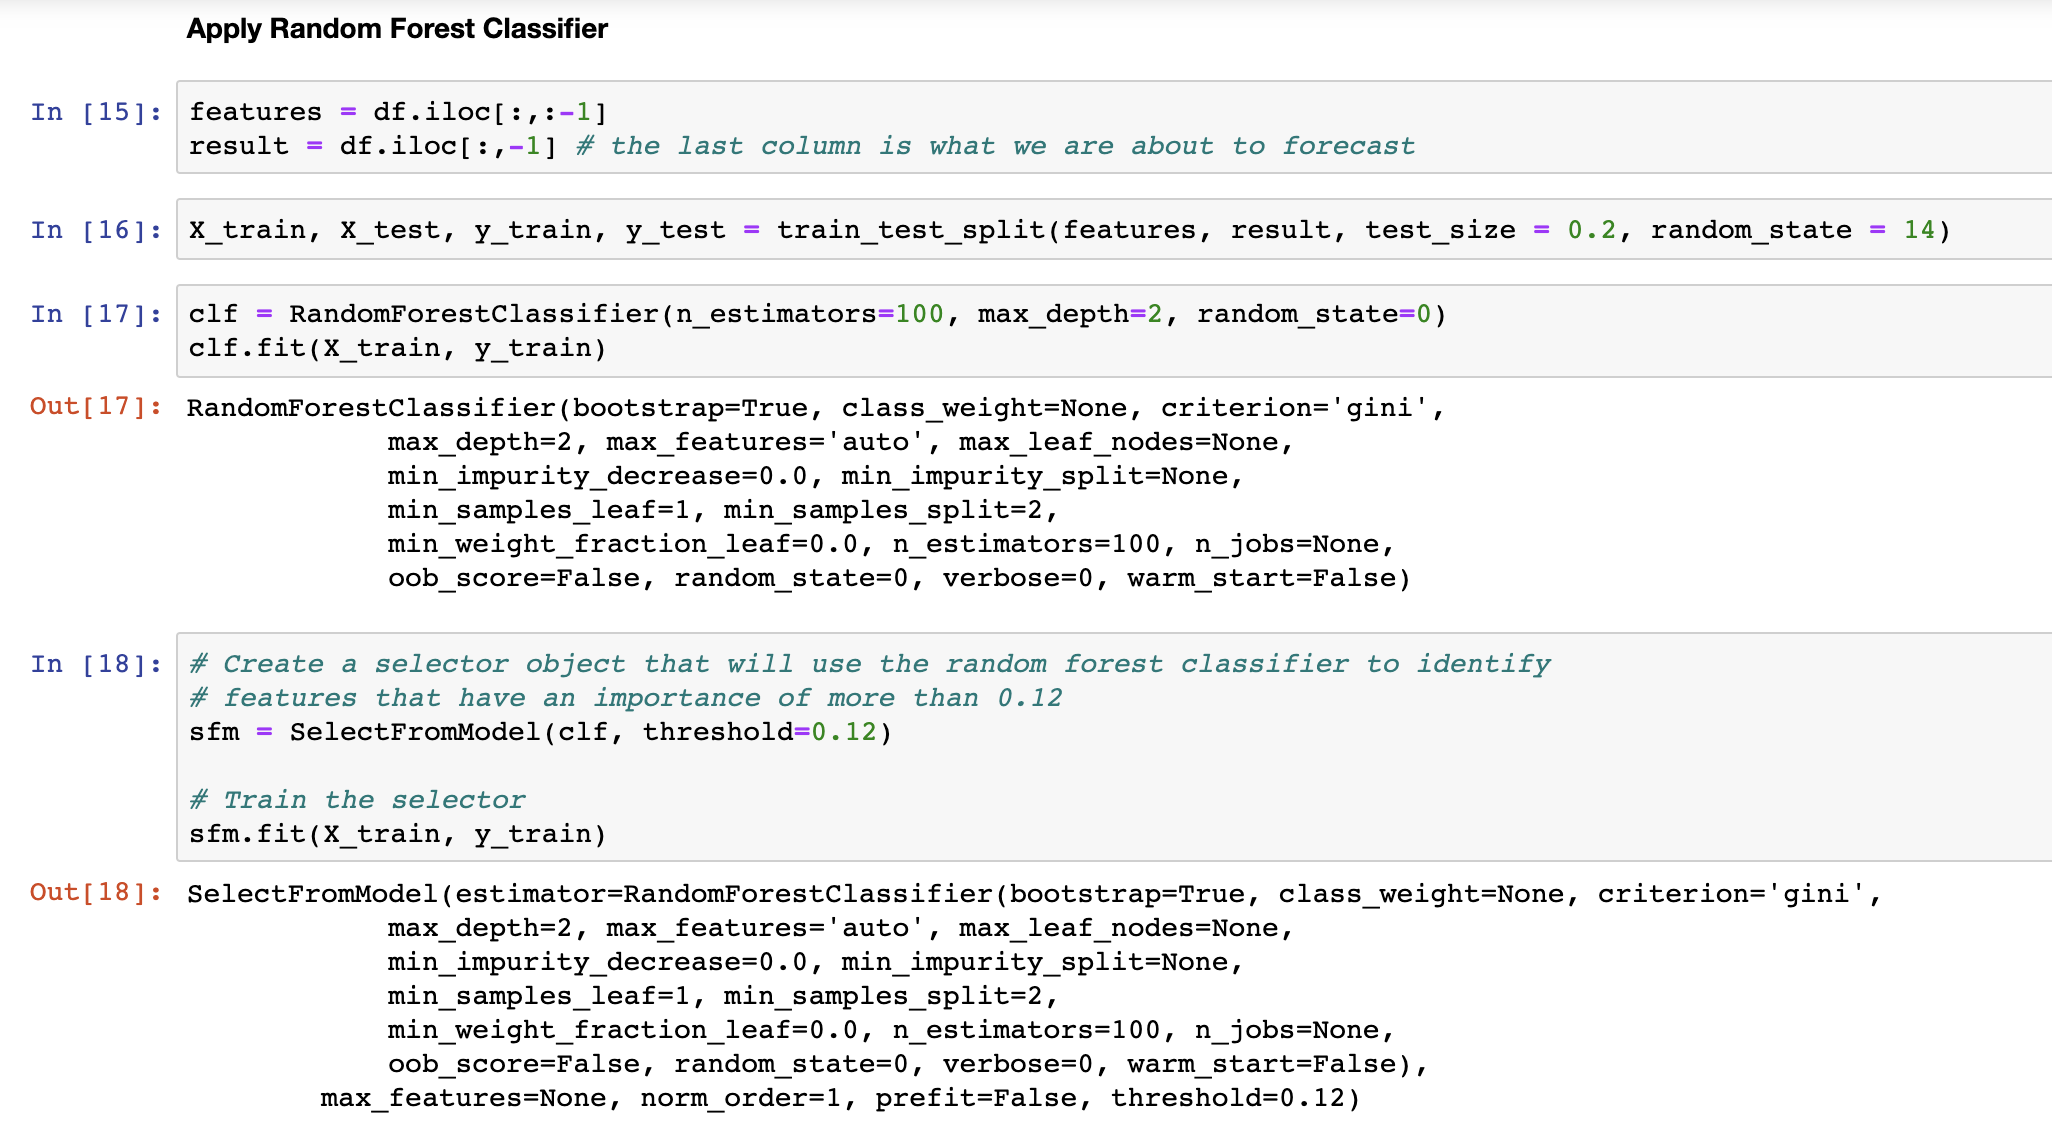 Apply Random Forest Classifier
In [15]: features = df.iloc[:,:-1]
result = df.iloc[:,-1] # the last column is what we are about to forecast
In [16]: X_train, X_test, y_train, y_test = train_test_split(features, result, test_size = 0.2, random_state = 14)
In [17]: clf = RandomForestClassifier(n_estimators=100, max_depth=2, random_state=0)
clf.fit(X_train, y_train)
Out[17]: RandomForestClassifier(bootstrap=True, class_weight=None, criterion='gini',
max_depth=2, max_features='auto', max_leaf_nodes=None,
min_impurity_decrease=0.0, min_impurity_split=None,
min_samples_leaf=1, min_samples_split=2,
min_weight_fraction_leaf=0.0, n_estimators=100, n_jobs=None,
oob_score=False, random_state=0, verbose=0, warm_start=False)
In [18]: # Create a selector object that will use the random forest classifier to identify
# features that have an importance of more than 0.12
sfm = SelectFromModel(clf, threshold=0.12)
# Train the selector
sfm.fit(X_train, y_train)
Out[18]: SelectFromModel(estimator=RandomForestClassifier(bootstrap=True, class_weight=None, criterion='gini',
max_depth=2, max_features='auto', max_leaf_nodes=None,
min_impurity_decrease=0.0, min_impurity_split=None,
min_samples_leaf=1, min_samples_split=2,
min_weight_fraction_leaf=0.0, n_estimators=100, n_jobs=None,
oob_score=False, random_state=0, verbose=0, warm_start=False),
max_features=None, norm_order=1, prefit=False, threshold=0.12)